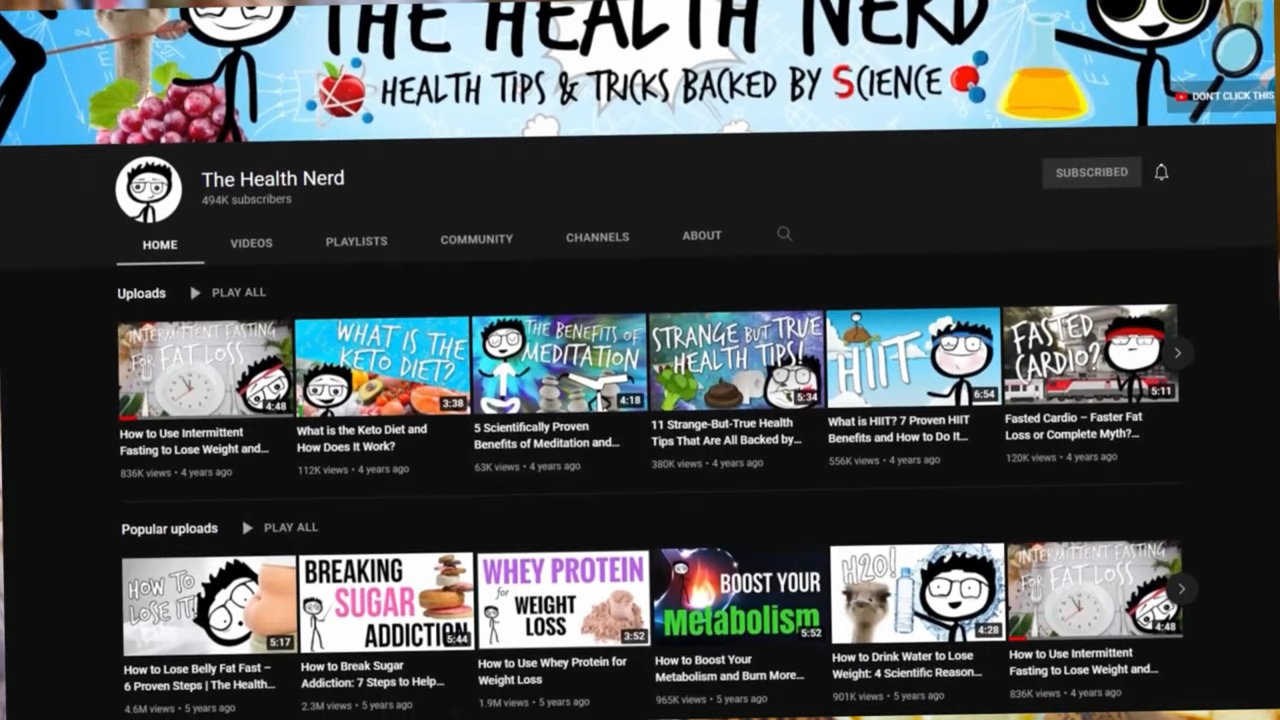 THE HEALTH NERD
HEALTH TIPS & TRICKS BACKED BY SCIENCE
DON'T CLICK THIS
The Health Nerd
494K subscribers
SUBSCRIBED
HOME VIDEOS PLAYLISTS COMMUNITY CHANNELS ABOUT
Uploads PLAY ALL
INTERMITTENT FASTING
FOR FAT LOSS
4:48
WHAT IS THE
KETO DIET?
3:38
THE BENEFITS OF
MEDITATION
4:18
STRANGE BUT TRUE
HEALTH TIPS!
5:34
HIIT
6:54
FASTED
CARDIO?
5:11
How to Use Intermittent
Fasting to Lose Weight and...
836K views • 4 years ago
What is the Keto Diet and
How Does It Work?
112K views • 4 years ago
5 Scientifically Proven
Benefits of Meditation and...
63K views • 4 years ago
11 Strange-But-True Health
Tips That Are All Backed by...
380K views • 4 years ago
What is HIIT? 7 Proven HIIT
Benefits and How to Do It...
556K views • 4 years ago
Fasted Cardio – Faster Fat
Loss or Complete Myth?...
120K views • 4 years ago
Popular uploads PLAY ALL
HOW TO
LOSE IT!
5:17
BREAKING
SUGAR
ADDICTION
5:44
WHEY PROTEIN
for
WEIGHT
LOSS
3:52
BOOST YOUR
Metabolism
5:52
H2O!
4:28
INTERMITTENT FASTING
FOR FAT LOSS
4:48
How to Lose Belly Fat Fast –
6 Proven Steps | The Health...
4.6M views • 5 years ago
How to Break Sugar
Addiction: 7 Steps to Help...
2.3M views • 5 years ago
How to Use Whey Protein for
Weight Loss
1.9M views • 5 years ago
How to Boost Your
Metabolism and Burn More...
965K views • 5 years ago
How to Drink Water to Lose
Weight: 4 Scientific Reason...
901K views • 5 years ago
How to Use Intermittent
Fasting to Lose Weight and...
836K views • 4 years ago